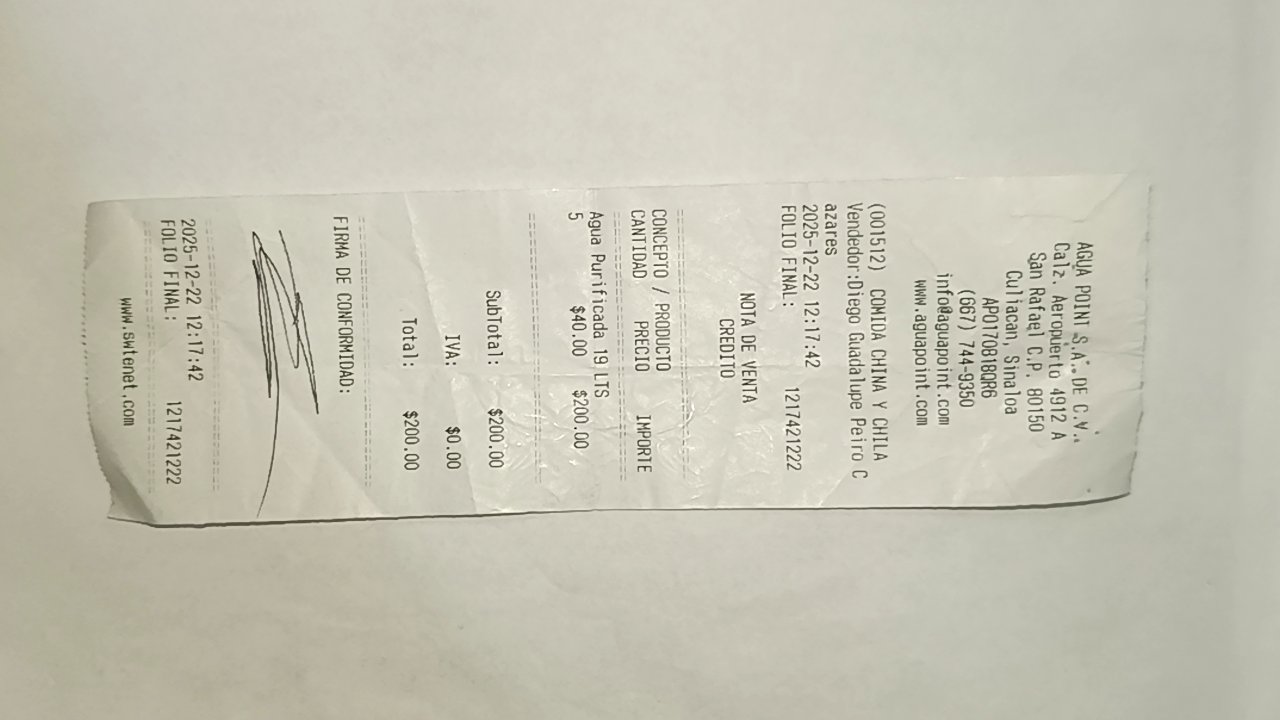 AGUA POINT S.A. DE C.V.
Calz. Aeropuerto 4912 A
San Rafael C.P. 80150
Culiacan, Sinaloa
APO170818QR6
(667) 744-9350
info@aguapoint.com
www.aguapoint.com
(001512) COMIDA CHINA Y CHILA
Vendedor:Diego Guadalupe Peiro C
azares
2025-12-22 12:17:42
FOLIO FINAL: 1217421222
NOTA DE VENTA
CREDITO
CONCEPTO / PRODUCTO
CANTIDAD PRECIO IMPORTE
Agua Purificada 19 LTS
5 $40.00 $200.00
SubTotal: $200.00
IVA: $0.00
Total: $200.00
FIRMA DE CONFORMIDAD:
2025-12-22 12:17:42
FOLIO FINAL: 1217421222
www.swtenet.com